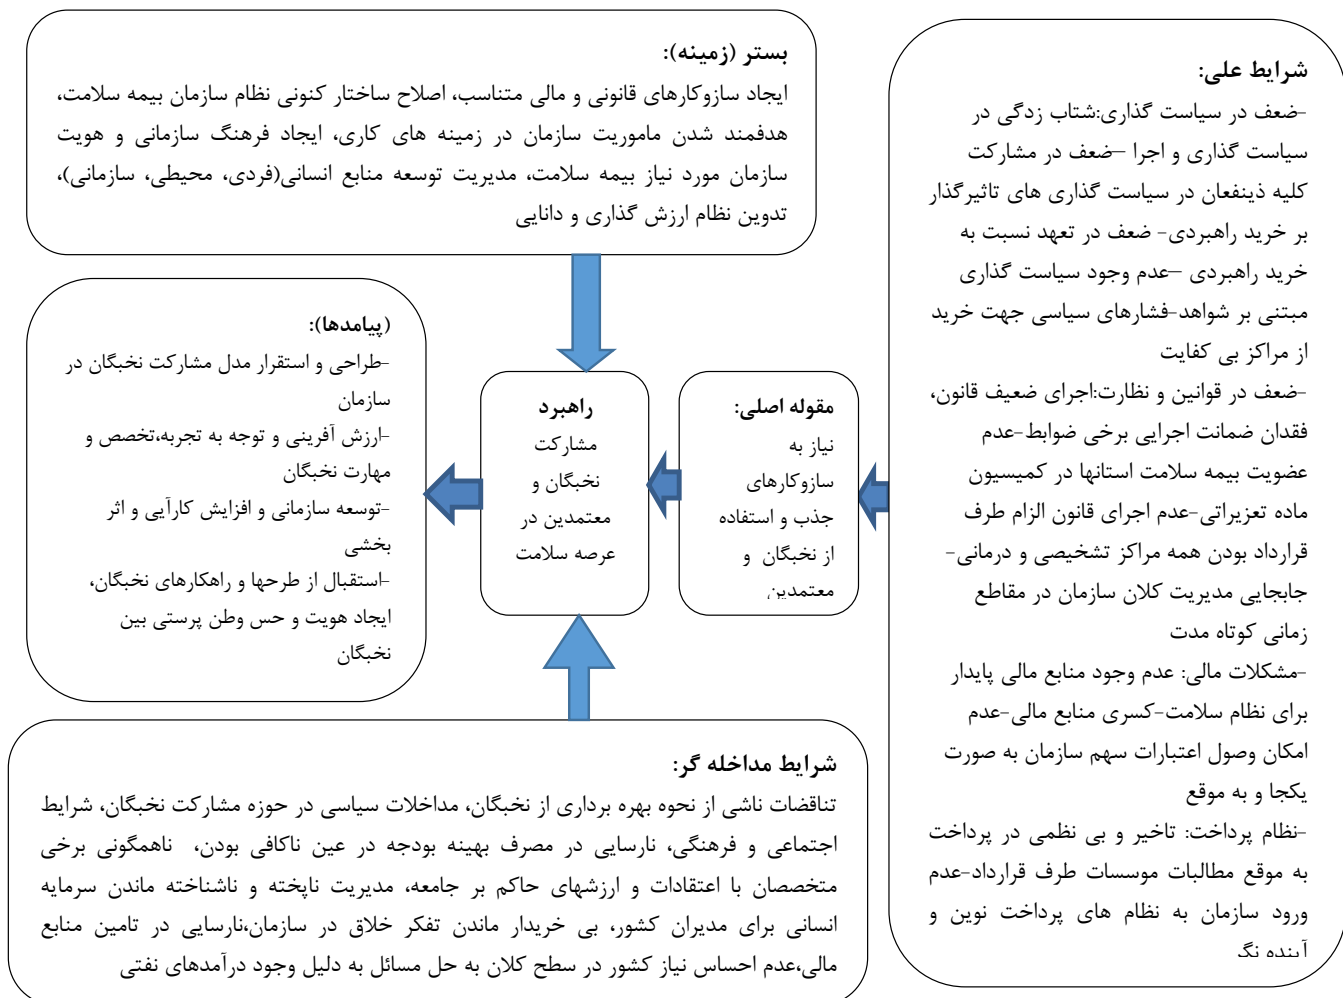 شرایط علی:
-ضعف در سیاست گذاری:شتاب زدگی در
سیاست گذاری و اجرا –ضعف در مشارکت
کلیه ذینفعان در سیاست گذاری های تاثیرگذار
بر خرید راهبردی- ضعف در تعهد نسبت به
خرید راهبردی –عدم وجود سیاست گذاری
مبتنی بر شواهد-فشارهای سیاسی جهت خرید
از مراکز بی کفایت
-ضعف در قوانین و نظارت:اجرای ضعیف قانون،
فقدان ضمانت اجرایی برخی ضوابط-عدم
عضویت بیمه سلامت استانها در کمیسیون
ماده تعزیراتی-عدم اجرای قانون الزام طرف
قرارداد بودن همه مراکز تشخیصی و درمانی-
جابجایی مدیریت کلان سازمان در مقاطع
زمانی کوتاه مدت
-مشکلات مالی: عدم وجود منابع مالی پایدار
برای نظام سلامت-کسری منابع مالی-عدم
امکان وصول اعتبارات سهم سازمان به صورت
یکجا و به موقع
-نظام پرداخت: تاخیر و بی نظمی در پرداخت
به موقع مطالبات موسسات طرف قرارداد-عدم
ورود سازمان به نظام های پرداخت نوین و
آینده نگ
بستر (زمینه):
ایجاد سازوکارهای قانونی و مالی متناسب، اصلاح ساختار کنونی نظام سازمان بیمه سلامت،
هدفمند شدن ماموریت سازمان در زمینه های کاری، ایجاد فرهنگ سازمانی و هویت
سازمان مورد نیاز بیمه سلامت، مدیریت توسعه منابع انسانی(فردی، محیطی، سازمانی)،
تدوین نظام ارزش گذاری و دانایی
مقوله اصلی:
نیاز به
سازوکارهای
جذب و استفاده
از نخبگان و
معتمدین
راهبرد
مشارکت
نخبگان و
معتمدین در
عرصه سلامت
(پیامدها):
-طراحی و استقرار مدل مشارکت نخبگان در
سازمان
-ارزش آفرینی و توجه به تجربه،تخصص و
مهارت نخبگان
-توسعه سازمانی و افزایش کارآیی و اثر
بخشی
-استقبال از طرحها و راهکارهای نخبگان،
ایجاد هویت و حس وطن پرستی بین
نخبگان
شرایط مداخله گر:
تناقضات ناشی از نحوه بهره برداری از نخبگان، مداخلات سیاسی در حوزه مشارکت نخبگان، شرایط
اجتماعی و فرهنگی، نارسایی در مصرف بهینه بودجه در عین ناکافی بودن، ناهمگونی برخی
متخصصان با اعتقادات و ارزشهای حاکم بر جامعه، مدیریت ناپخته و ناشناخته ماندن سرمایه
انسانی برای مدیران کشور، بی خریدار ماندن تفکر خلاق در سازمان،نارسایی در تامین منابع
مالی،عدم احساس نیاز کشور در سطح کلان به حل مسائل به دلیل وجود درآمدهای نفتی